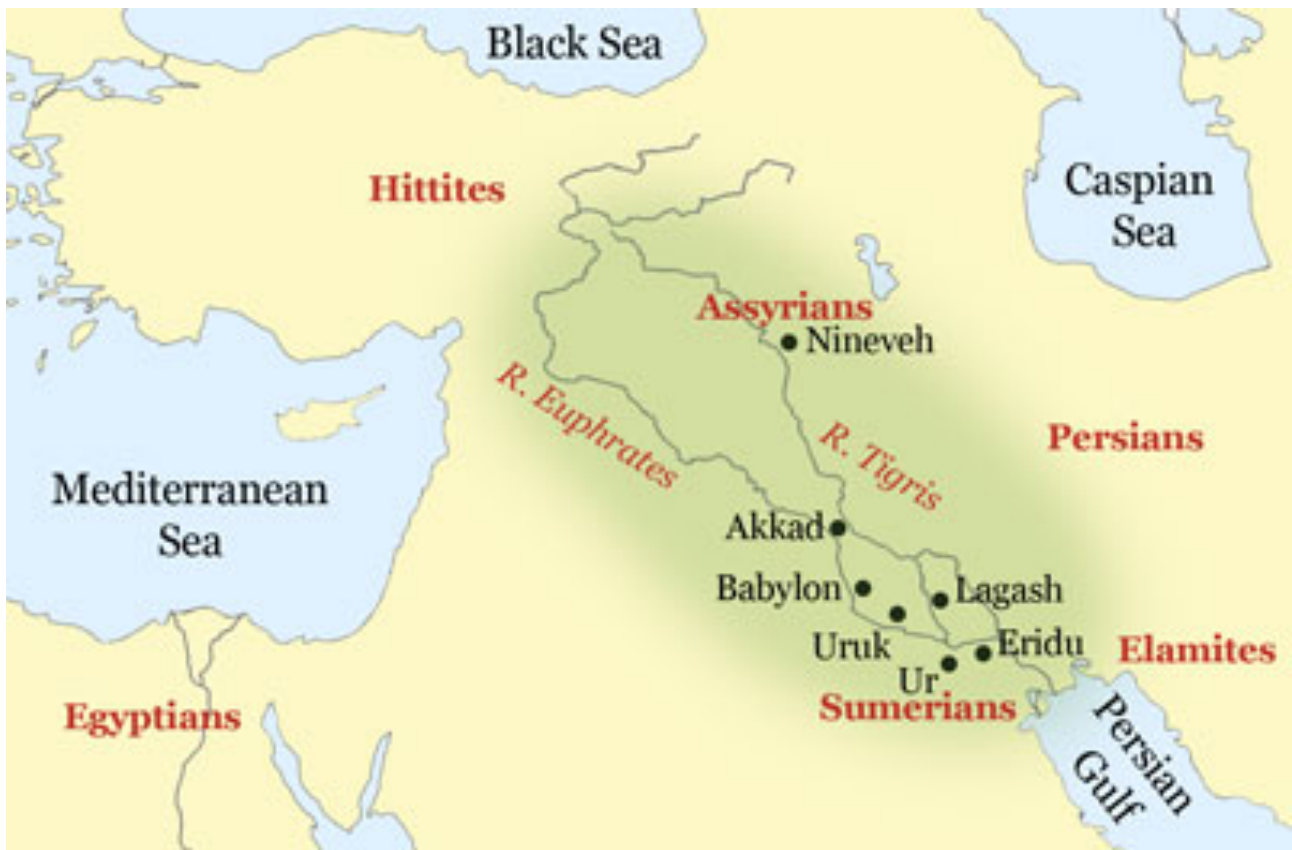 Black Sea
Hittites
Caspian
Sea
Assyrians
Nineveh
R. Euphrates
R. Tigris
Persians
Mediterranean
Sea
Akkad
Babylon
Lagash
Uruk
Eridu
Ur
Elamites
Sumerians
Egyptians
Persian
Gulf